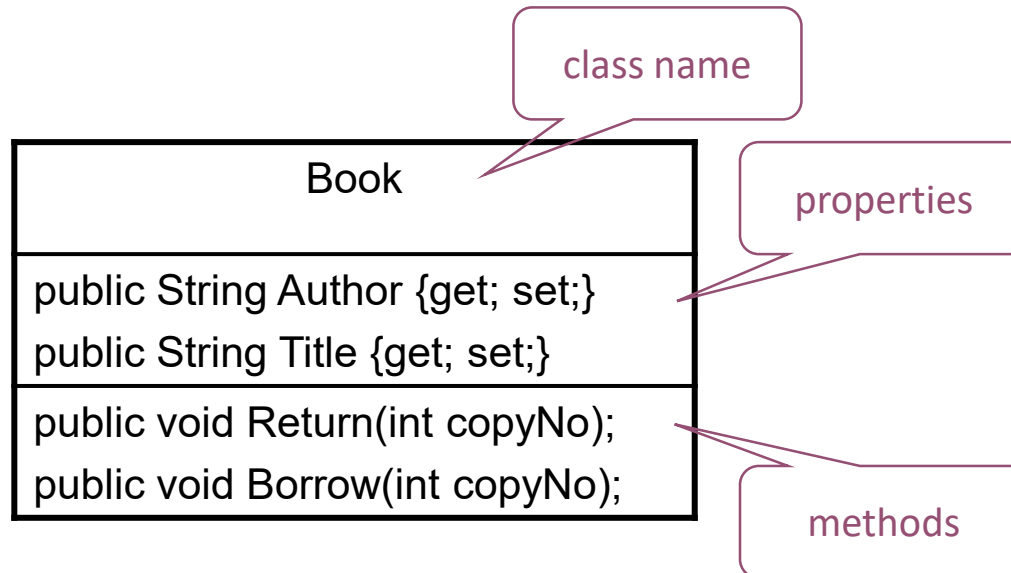 class name
Book
properties
public String Author {get; set;}
public String Title {get; set;}
public void Return(int copyNo);
public void Borrow(int copyNo);
methods